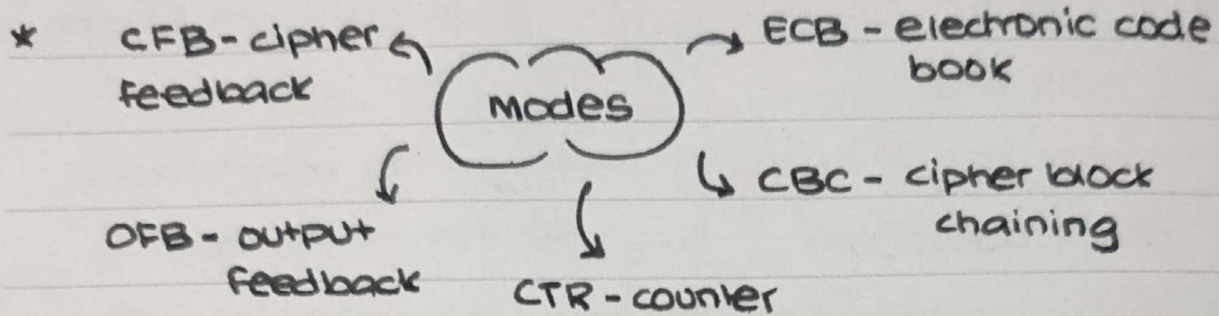 * CFB - cipher
feedback
ECB - electronic code
book
Modes
CBC - cipher block
chaining
OFB - output
feedback
CTR - counter